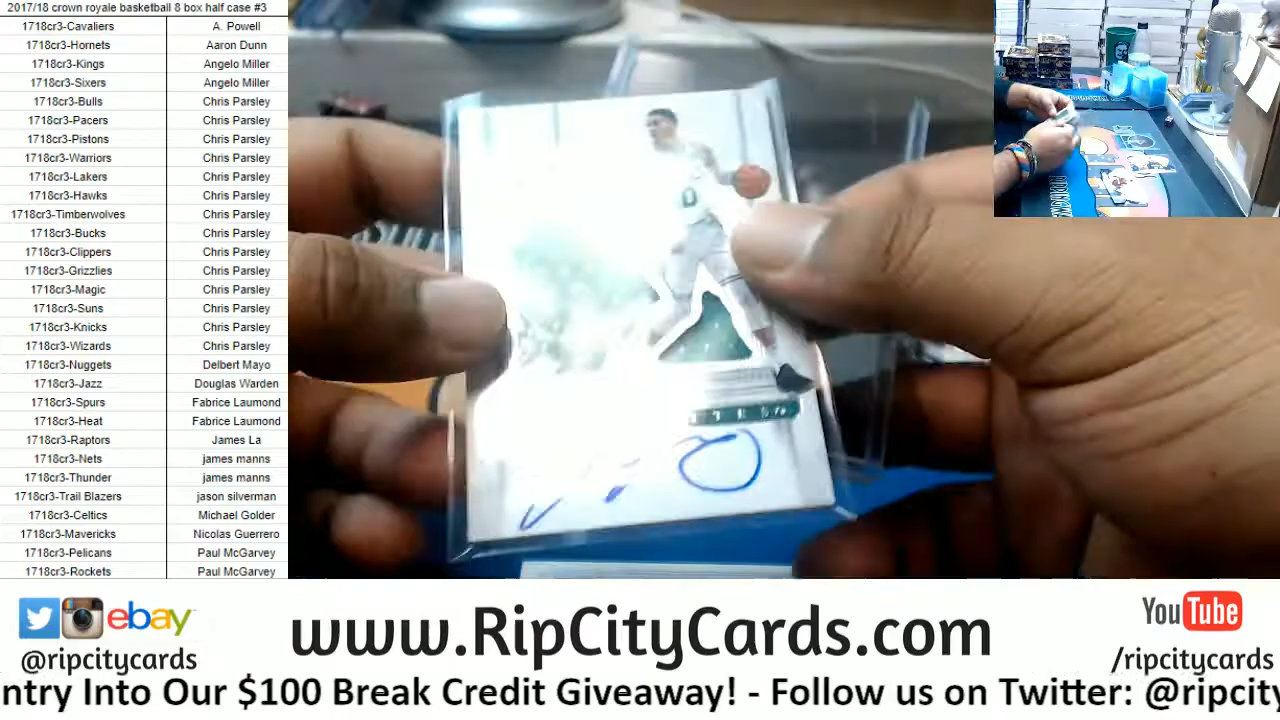 2017/18 crown royale basketball 8 box half case #3
1718cr3-Cavaliers A. Powell
1718cr3-Hornets Aaron Dunn
1718cr3-Kings Angelo Miller
1718cr3-Sixers Angelo Miller
1718cr3-Bulls Chris Parsley
1718cr3-Pacers Chris Parsley
1718cr3-Pistons Chris Parsley
1718cr3-Warriors Chris Parsley
1718cr3-Lakers Chris Parsley
1718cr3-Hawks Chris Parsley
1718cr3-Timberwolves Chris Parsley
1718cr3-Bucks Chris Parsley
1718cr3-Clippers Chris Parsley
1718cr3-Grizzlies Chris Parsley
1718cr3-Magic Chris Parsley
1718cr3-Suns Chris Parsley
1718cr3-Knicks Chris Parsley
1718cr3-Wizards Chris Parsley
1718cr3-Nuggets Delbert Mayo
1718cr3-Jazz Douglas Warden
1718cr3-Spurs Fabrice Laumond
1718cr3-Heat Fabrice Laumond
1718cr3-Raptors James La
1718cr3-Nets james manns
1718cr3-Thunder james manns
1718cr3-Trail Blazers jason silverman
1718cr3-Celtics Michael Golder
1718cr3-Mavericks Nicolas Guerrero
1718cr3-Pelicans Paul McGarvey
1718cr3-Rockets Paul McGarvey
0
ebay
@ripcitycards
www.RipCityCards.com
YouTube
/ripcitycards
ntry Into Our $100 Break Credit Giveaway! - Follow us on Twitter: @ripcity